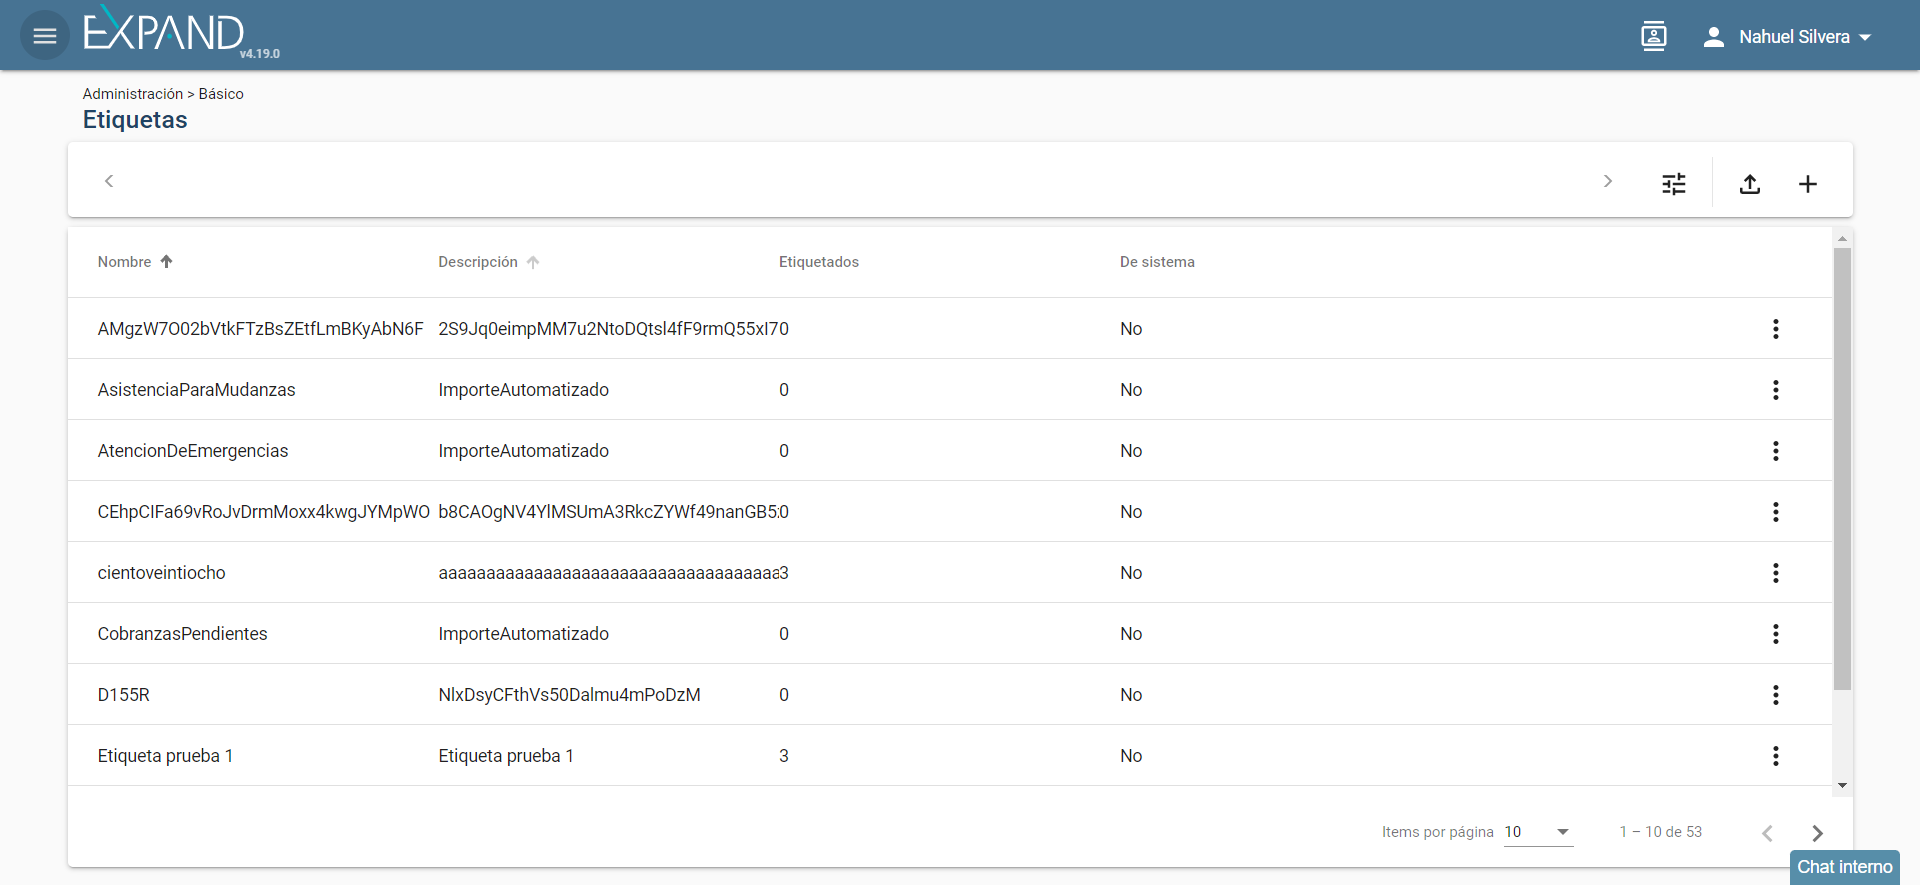 EXPAND
v4.19.0
Nahuel Silvera
Administración > Básico
Etiquetas
Nombre Descripción Etiquetados De sistema
AMgzW7O02bVtkFTzBsZEtfLmBKyAbN6F 2S9Jq0eimpMM7u2NtoDQtsl4fF9rmQ55xI7 0 No
AsistenciaParaMudanzas ImporteAutomatizado 0 No
AtencionDeEmergencias ImporteAutomatizado 0 No
CEhpCIFa69vRoJvDrmMoxx4kwgJYMpWO b8CAOgNV4YlMSUmA3RkcZYWf49nanGB5 0 No
cientoveintiocho aaaaaaaaaaaaaaaaaaaaaaaaaaaaaaaaaaaa 3 No
CobranzasPendientes ImporteAutomatizado 0 No
D155R NlxDsyCFthVs50Dalmu4mPoDzM 0 No
Etiqueta prueba 1 Etiqueta prueba 1 3 No
Items por página 10 1 – 10 de 53
Chat interno